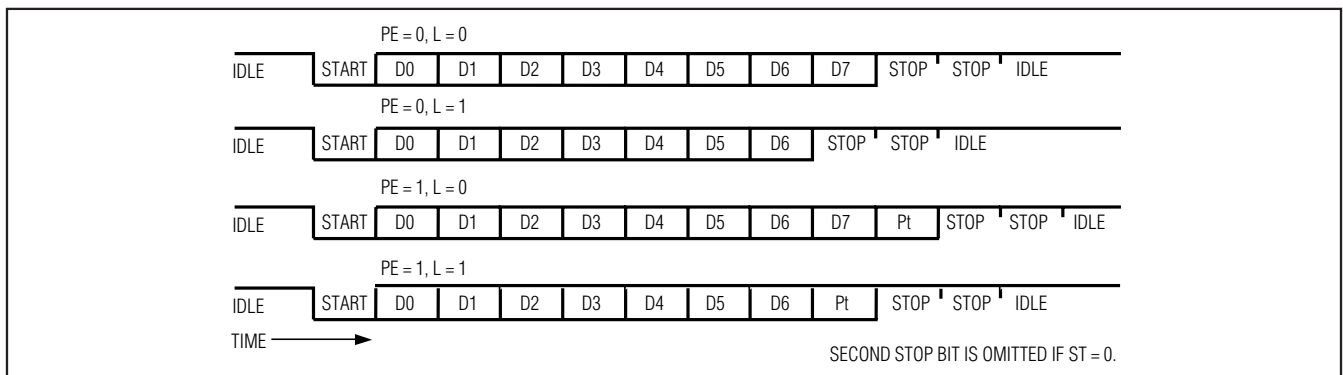 PE = 0, L = 0
IDLE START D0 D1 D2 D3 D4 D5 D6 D7 STOP STOP IDLE
PE = 0, L = 1
IDLE START D0 D1 D2 D3 D4 D5 D6 STOP STOP IDLE
PE = 1, L = 0
IDLE START D0 D1 D2 D3 D4 D5 D6 D7 Pt STOP STOP IDLE
PE = 1, L = 1
IDLE START D0 D1 D2 D3 D4 D5 D6 Pt STOP STOP IDLE
TIME
SECOND STOP BIT IS OMITTED IF ST = 0.